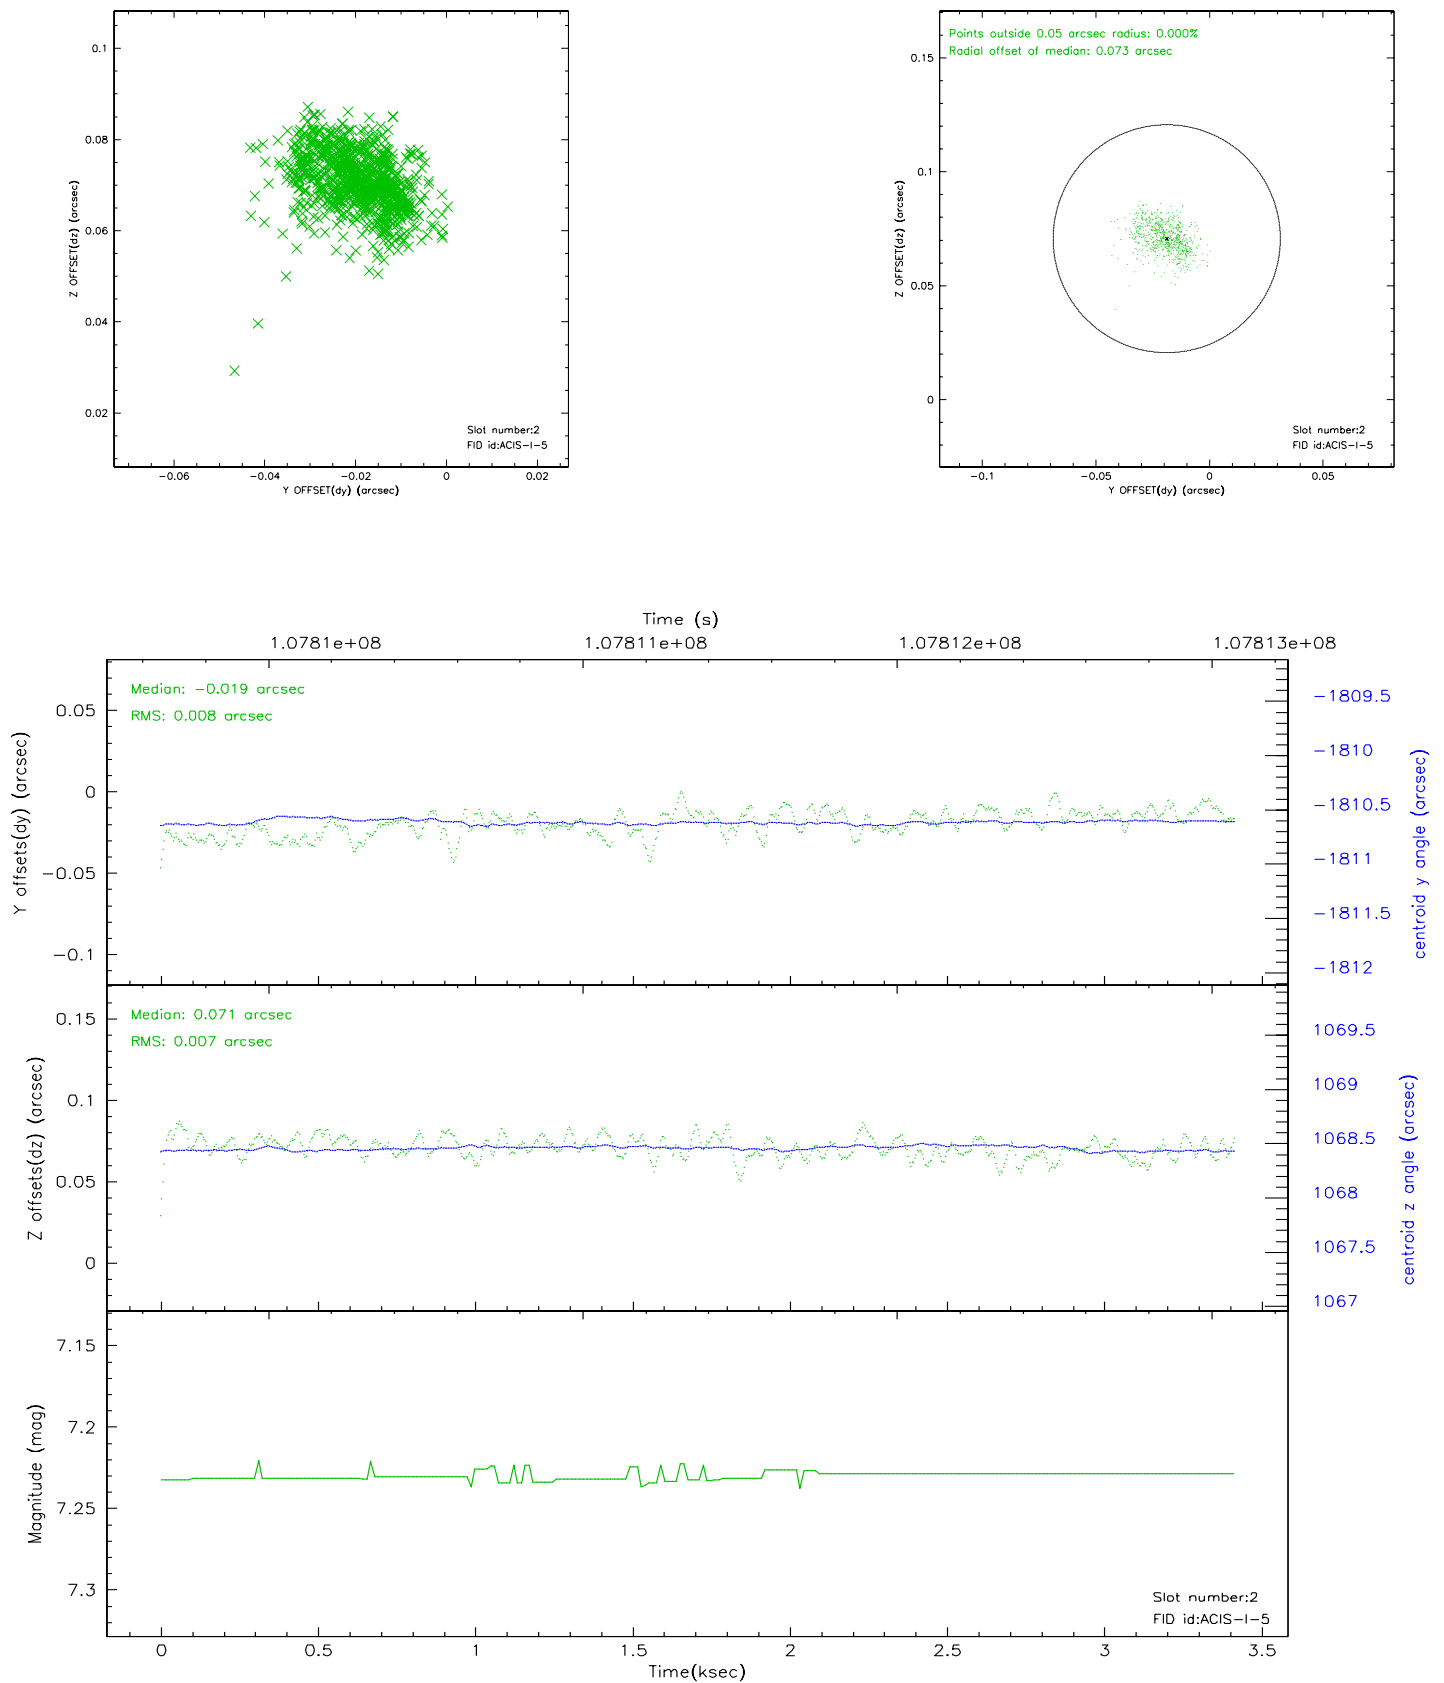 0.1
0.08
0.06
0.04
0.02
Z OFFSET(dz) (arcsec)
Slot number:2
FID id:ACIS-I-5
-0.06 -0.04 -0.02 0 0.02
Y OFFSET(dy) (arcsec)
Points outside 0.05 arcsec radius: 0.000%
Radial offset of median: 0.073 arcsec
0.15
0.1
0.05
0
Z OFFSET(dz) (arcsec)
Slot number:2
FID id:ACIS-I-5
-0.1 -0.05 0 0.05
Y OFFSET(dy) (arcsec)
Time (s)
1.0781e+08 1.07811e+08 1.07812e+08 1.07813e+08
Median: -0.019 arcsec
RMS: 0.008 arcsec
0.05
0
-0.05
-0.1
Y offsets(dy) (arcsec)
-1809.5
-1810
-1810.5
-1811
-1811.5
-1812
centroid y angle (arcsec)
Median: 0.071 arcsec
RMS: 0.007 arcsec
0.15
0.1
0.05
0
Z offsets(dz) (arcsec)
1069.5
1069
1068.5
1068
1067.5
1067
centroid z angle (arcsec)
7.15
7.2
7.25
7.3
Magnitude (mag)
Slot number:2
FID id:ACIS-I-5
0 0.5 1 1.5 2 2.5 3 3.5
Time(ksec)